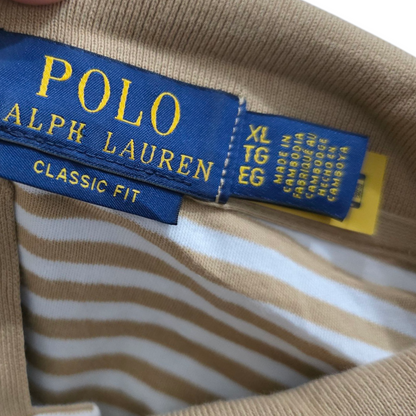 POLO
RALPH LAUREN
CLASSIC FIT
XL
TG
EG
MADE IN
CAMBODIA
FABRIQUÉ AU
CAMBODGE
HECHO EN
CAMBOYA